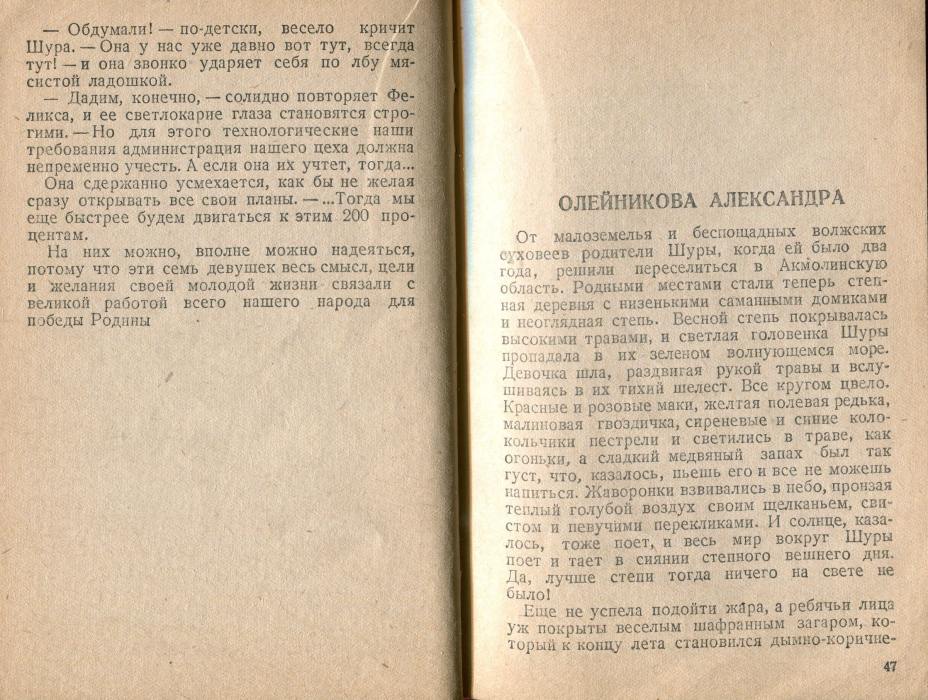 — Обдумали! — по-детски, весело кричит
Шура. — Она у нас уже давно вот тут, всегда
тут! — и она звонко ударяет себя по лбу мя-
систой ладошкой.
— Дадим, конечно, — солидно повторяет Фе-
ликса, и ее светлокарие глаза становятся стро-
гими. — Но для этого технологические наши
требования администрация нашего цеха должна
непременно учесть. А если она их учтет, тогда...
Она сдержанно усмехается, как бы не желая
сразу открывать все свои планы. — ...Тогда мы
еще быстрее будем двигаться к этим 200 про-
центам.
На них можно, вполне можно надеяться,
потому что эти семь девушек весь смысл, цели
и желания своей молодой жизни связали с
великой работой всего нашего народа для
победы Родины
ОЛЕЙНИКОВА АЛЕКСАНДРА
От малоземелья и беспощадных волжских
суховеев родители Шуры, когда ей было два
года, решили переселиться в Акмолинскую
область. Родными местами стали теперь степ-
ная деревня с низенькими саманными домиками
и неоглядная степь. Весной степь покрывалась
высокими травами, и светлая головенка Шуры
пропадала в их зеленом волнующемся море.
Девочка шла, раздвигая рукой травы и вслу-
шиваясь в их тихий шелест. Все кругом цвело.
Красные и розовые маки, желтая полевая редька,
малиновая гвоздичка, сиреневые и синие коло-
кольчики пестрели и светились в траве, как
огоньки, а сладкий медвяный запах был так
густ, что, казалось, пьешь его и все не можешь
напиться. Жаворонки взвивались в небо, пронзая
теплый голубой воздух своим щелканьем, сви-
стом и певучими перекликами. И солнце, каза-
лось, тоже поет, и весь мир вокруг Шуры
поет и тает в сиянии степного вешнего дня.
Да, лучше степи тогда ничего на свете не
было!
Еще не успела подойти жара, а ребячьи лица
уж покрыты веселым шафранным загаром, ко-
торый к концу лета становился дымно-коричне-
47